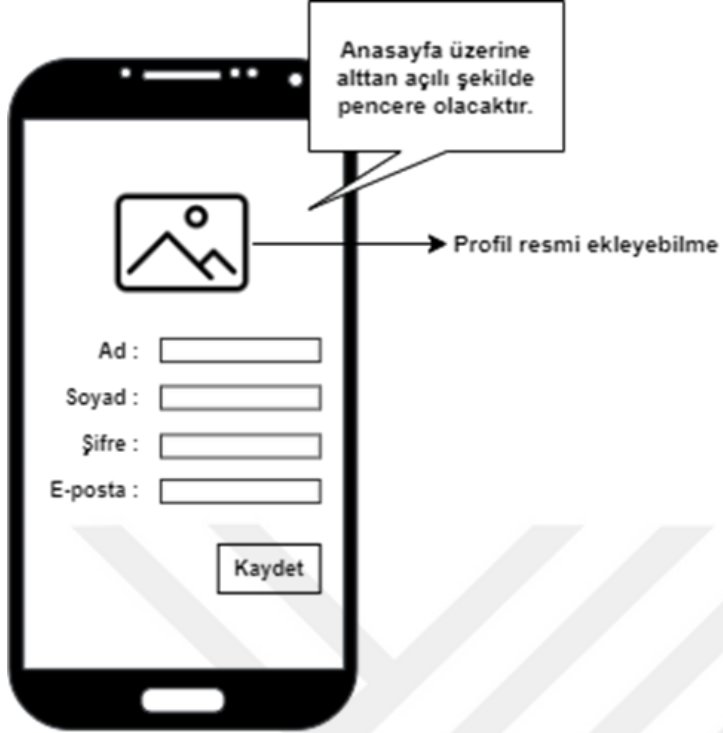 Anasayfa üzerine
alttan açılı şekilde
pencere olacaktır.
Profil resmi ekleyebilme
Ad :
Soyad :
Şifre :
E-posta :
Kaydet